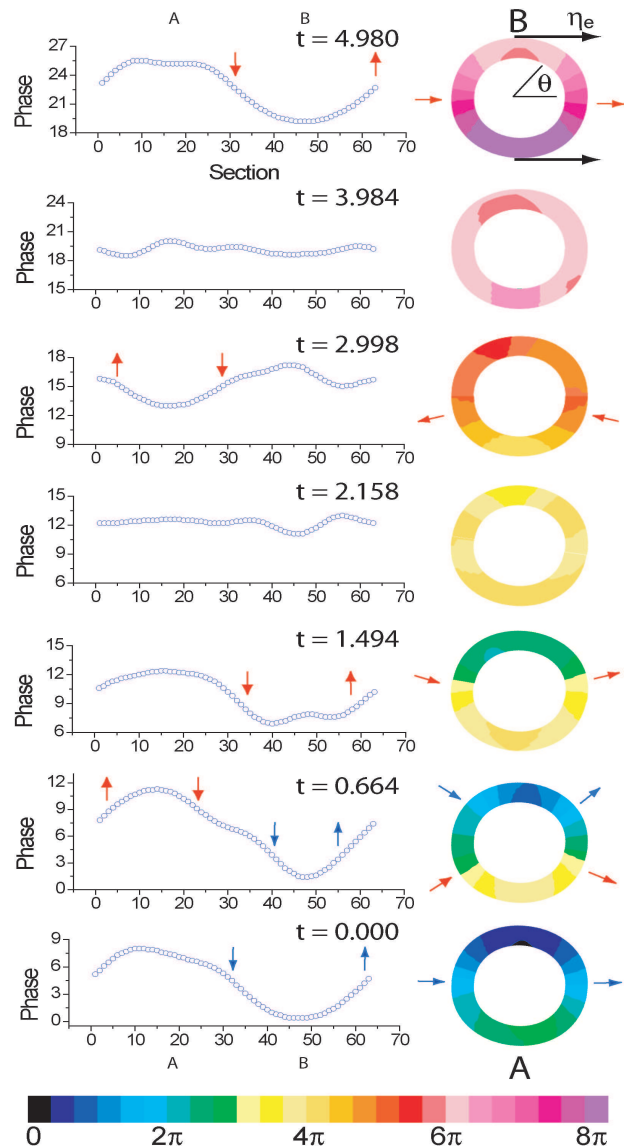 A B
27
24
21
18
Phase
t = 4.980
0 10 20 30 40 50 60 70
Section
B ηe
θ
24
21
18
15
Phase
t = 3.984
0 10 20 30 40 50 60 70
18
15
12
9
Phase
t = 2.998
0 10 20 30 40 50 60 70
15
12
9
6
Phase
t = 2.158
0 10 20 30 40 50 60 70
15
12
9
6
Phase
t = 1.494
0 10 20 30 40 50 60 70
12
9
6
3
0
Phase
t = 0.664
0 10 20 30 40 50 60 70
9
6
3
0
Phase
t = 0.000
0 10 20 30 40 50 60 70
A B
A
0 2π 4π 6π 8π